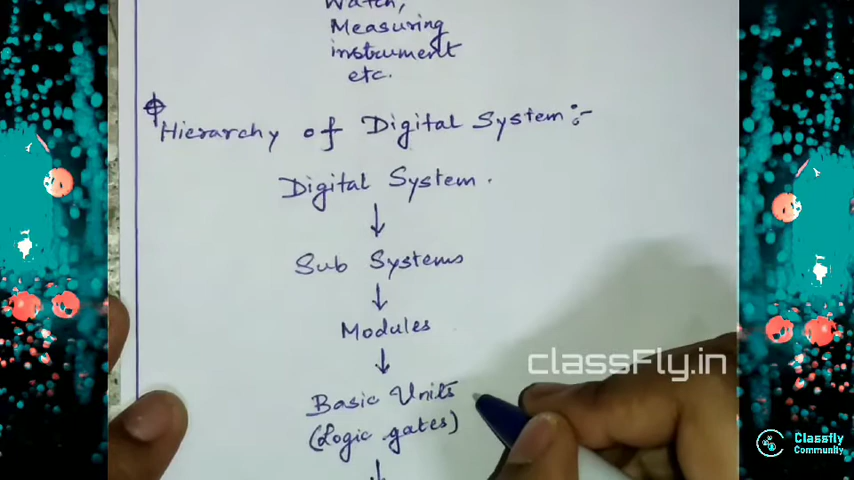 Watch,
Measuring
instrument
etc.
Hierarchy of Digital System :-
Digital System.
↓
Sub Systems
↓
Modules
↓
Basic Units
(Logic gates)
↓
classFly.in
Classfly
Community